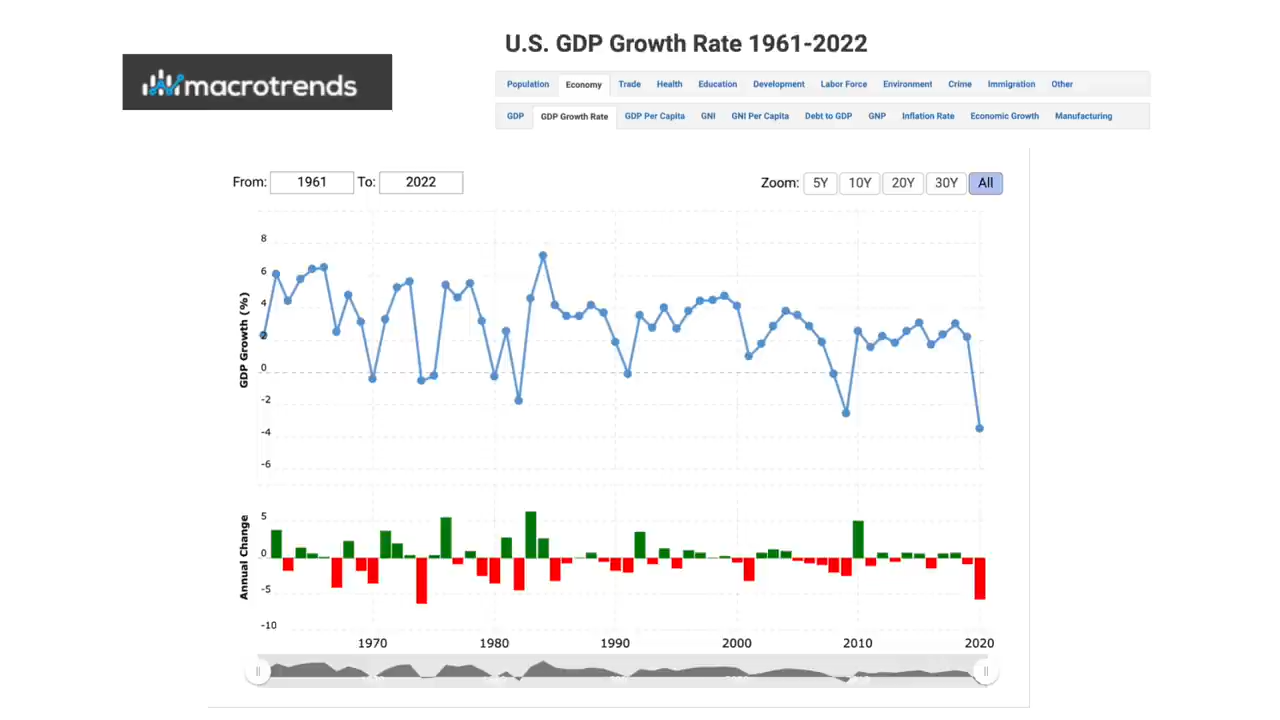 U.S. GDP Growth Rate 1961-2022
macrotrends
Population Economy Trade Health Education Development Labor Force Environment Crime Immigration Other
GDP GDP Growth Rate GDP Per Capita GNI GNI Per Capita Debt to GDP GNP Inflation Rate Economic Growth Manufacturing
From: 1961 To: 2022 Zoom: 5Y 10Y 20Y 30Y All
GDP Growth (%)
8
6
4
2
0
-2
-4
-6
Annual Change
5
0
-5
-10
1970 1980 1990 2000 2010 2020